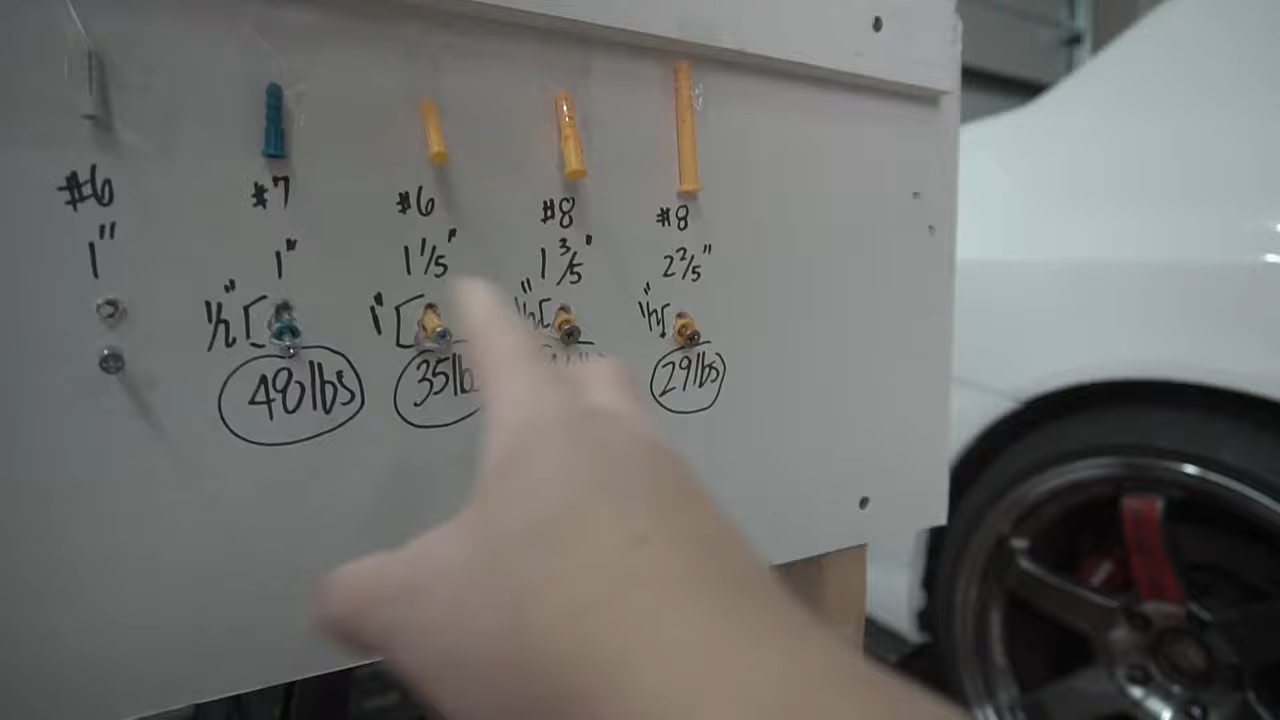 #6 #7 #6 #8 #8
1" 1" 1 1/5" 1 3/5" 2 2/5"
1/2" 1" 1/2" 1/2"
48lbs 35lbs 29lbs